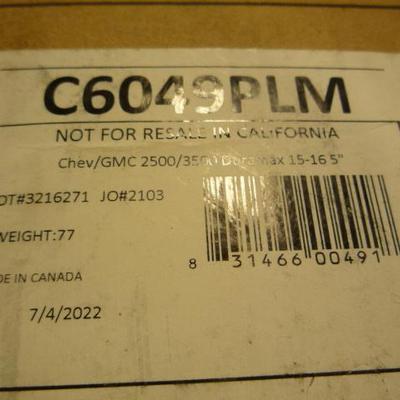 C6049PLM
NOT FOR RESALE IN CALIFORNIA
Chev/GMC 2500/3500 Duramax 15-16 5"
OT#3216271 JO#2103
WEIGHT:77
DE IN CANADA
8 31466 00491
7/4/2022